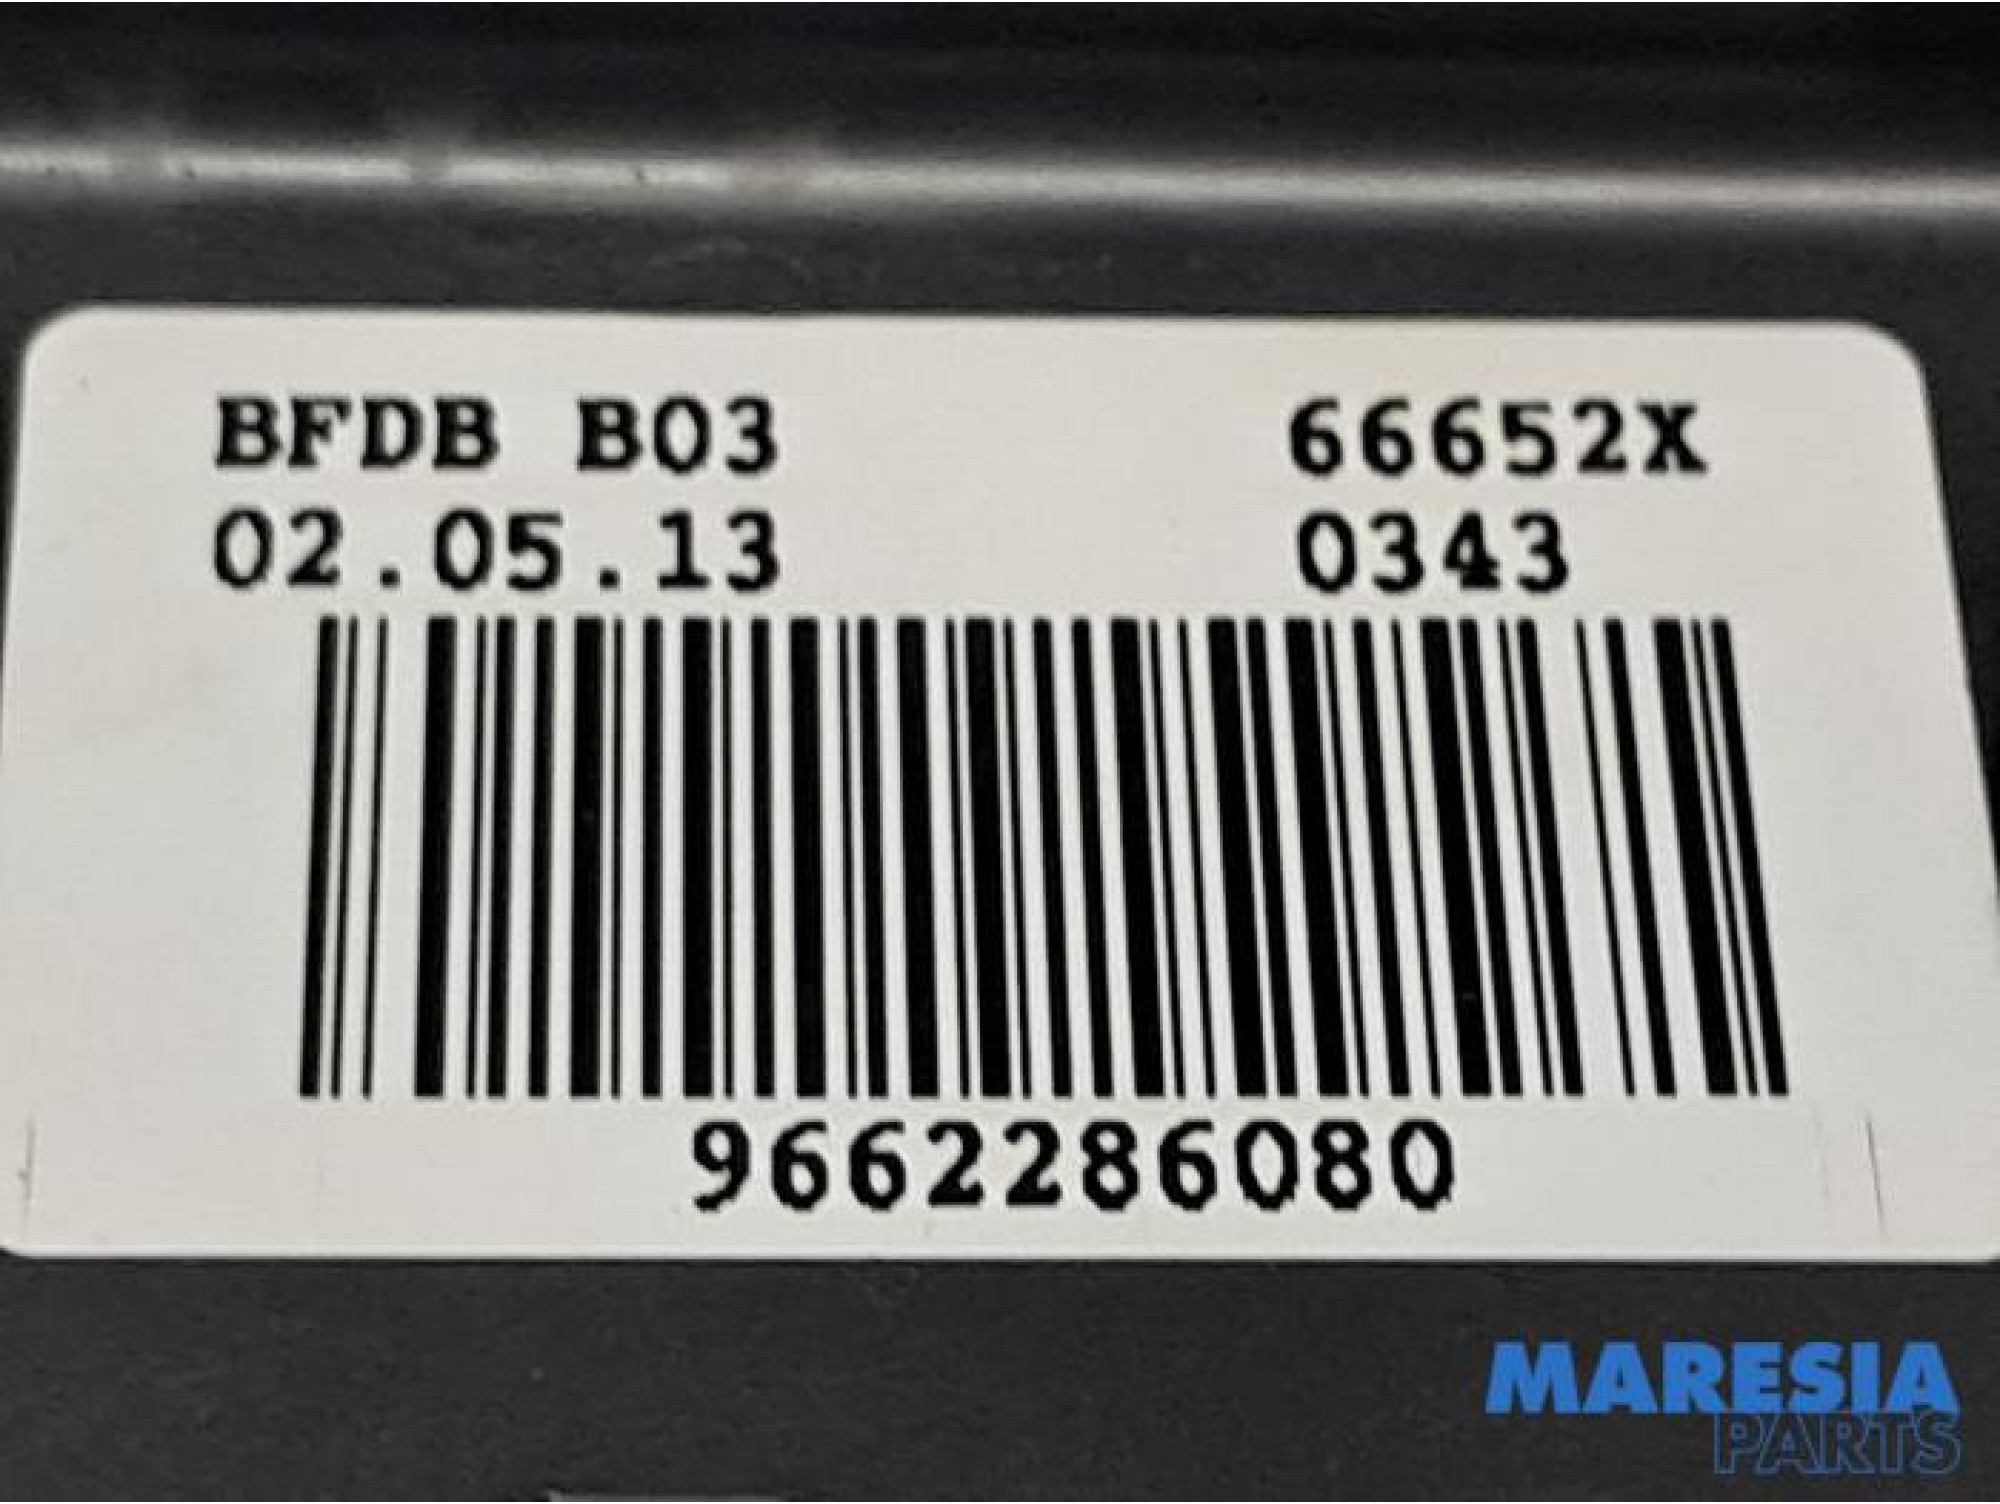 BFDB B03 66652X
02.05.13 0343
9662286080
MARESIA
PARTS